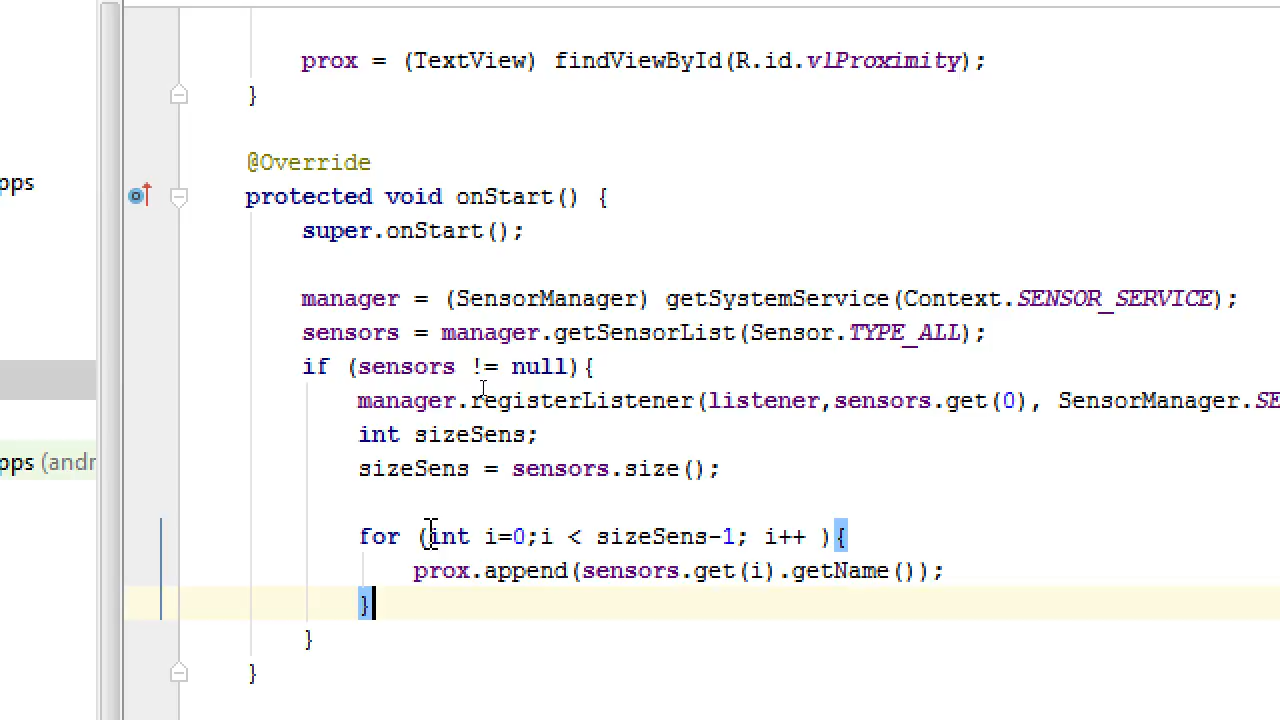 prox = (TextView) findViewById(R.id.vlProximity);
}
@Override
pps
protected void onStart() {
super.onStart();
manager = (SensorManager) getSystemService(Context.SENSOR_SERVICE);
sensors = manager.getSensorList(Sensor.TYPE_ALL);
if (sensors != null){
manager.registerListener(listener,sensors.get(0), SensorManager.SE
int sizeSens;
pps (andr
sizeSens = sensors.size();
for (int i=0;i < sizeSens-1; i++ ){
prox.append(sensors.get(i).getName());
}
}
}